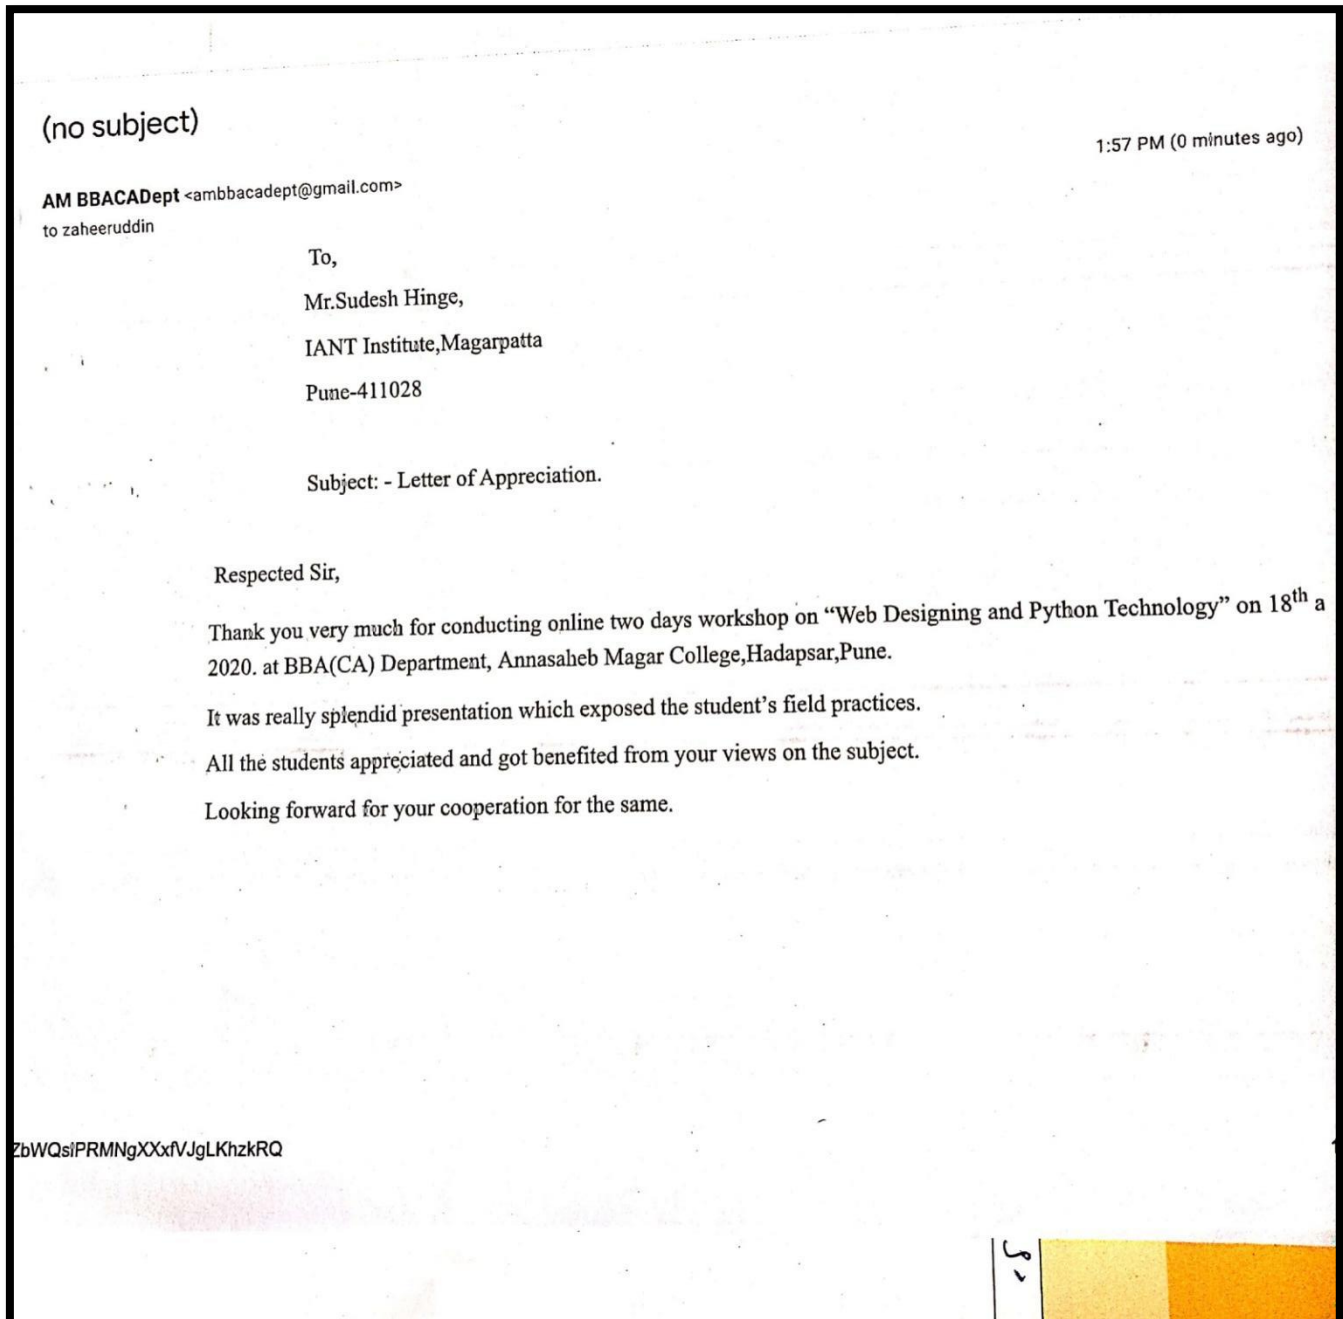 (no subject)
1:57 PM (0 minutes ago)
AM BBACADept <ambbacadept@gmail.com>
to zaheeruddin
To,
Mr.Sudesh Hinge,
IANT Institute,Magarpatta
Pune-411028
Subject: - Letter of Appreciation.
Respected Sir,
Thank you very much for conducting online two days workshop on “Web Designing and Python Technology” on 18th a
2020. at BBA(CA) Department, Annasaheb Magar College,Hadapsar,Pune.
It was really splendid presentation which exposed the student’s field practices.
All the students appreciated and got benefited from your views on the subject.
Looking forward for your cooperation for the same.